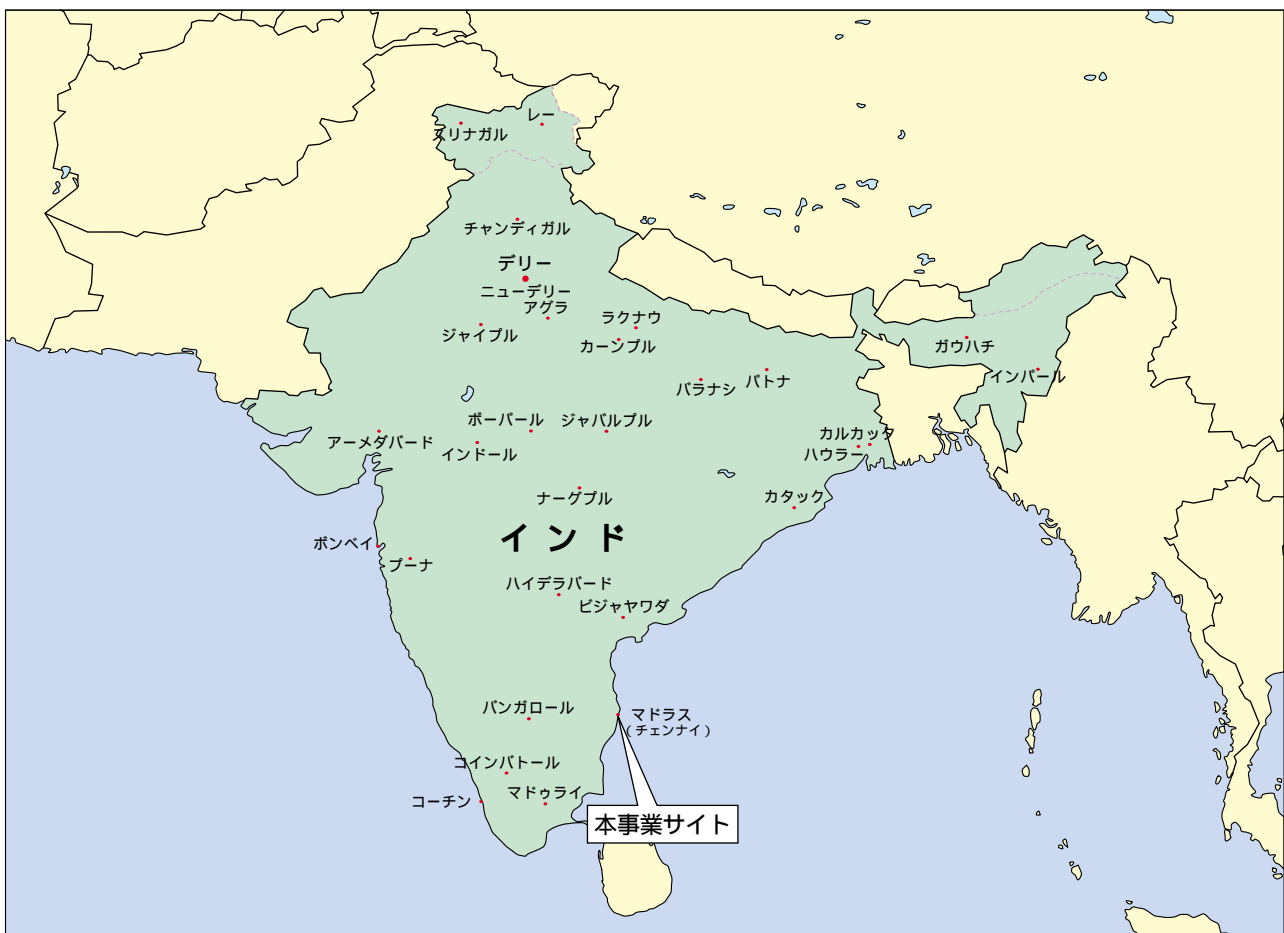 レー
スリナガル
チャンディガル
デリー
ニューデリー
アグラ
ラクナウ
ジャイプル
カーンプル
ガウハチ
インパール
バラナシ
パトナ
ボーパール
ジャバルプル
アーメダバード
インドール
カルカッタ
ハウラー
ナーグプル
カタック
インド
ボンベイ
プーナ
ハイデラバード
ビジャヤワダ
バンガロール
マドラス
（チェンナイ）
コインバトール
コーチン
マドゥライ
本事業サイト